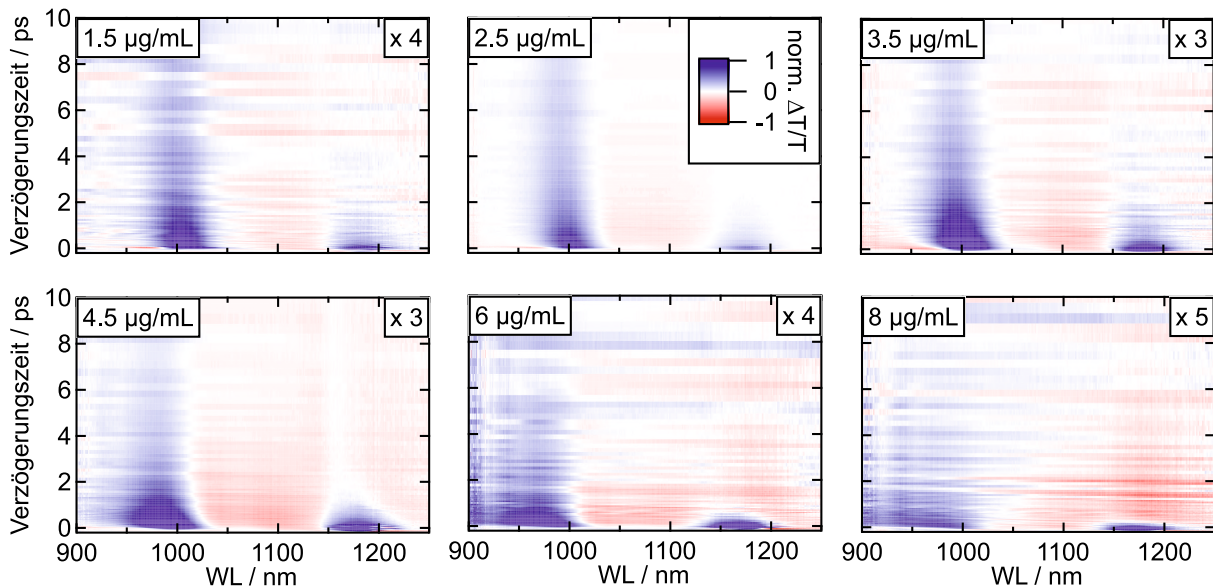 1.5 µg/mL
x 4
2.5 µg/mL
1
0
-1
norm. ΔT/T
3.5 µg/mL
x 3
10
8
6
4
2
0
Verzögerungszeit / ps
4.5 µg/mL
x 3
6 µg/mL
x 4
8 µg/mL
x 5
10
8
6
4
2
0
Verzögerungszeit / ps
900 1000 1100 1200
900 1000 1100 1200
900 1000 1100 1200
WL / nm
WL / nm
WL / nm